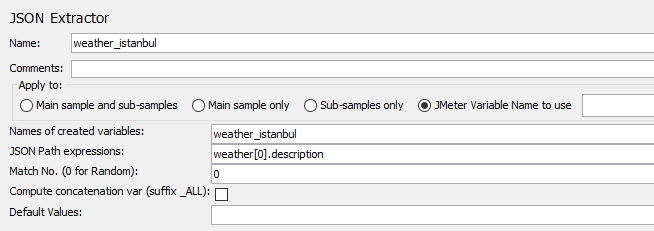 JSON Extractor
Name: weather_istanbul
Comments:
Apply to:
Main sample and sub-samples Main sample only Sub-samples only JMeter Variable Name to use
Names of created variables: weather_istanbul
JSON Path expressions: weather[0].description
Match No. (0 for Random): 0
Compute concatenation var (suffix _ALL):
Default Values: